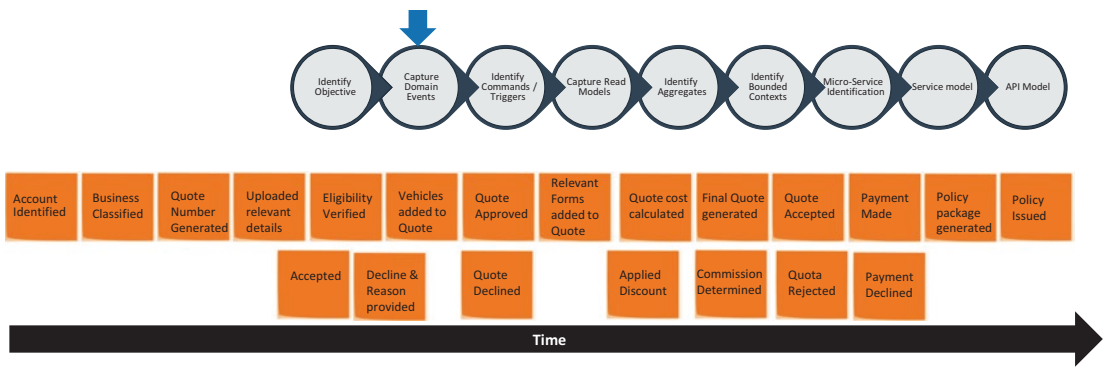 Identify
Objective
Capture
Domain
Events
Identify
Commands /
Triggers
Capture Read
Models
Identify
Aggregates
Identify
Bounded
Contexts
Micro-Service
Identification
Service model
API Model
Account
Identified
Business
Classified
Quote
Number
Generated
Uploaded
relevant
details
Eligibility
Verified
Vehicles
added to
Quote
Quote
Approved
Relevant
Forms
added to
Quote
Quote cost
calculated
Final Quote
generated
Quote
Accepted
Payment
Made
Policy
package
generated
Policy
Issued
Accepted
Decline &
Reason
provided
Quote
Declined
Applied
Discount
Commission
Determined
Quota
Rejected
Payment
Declined
Time